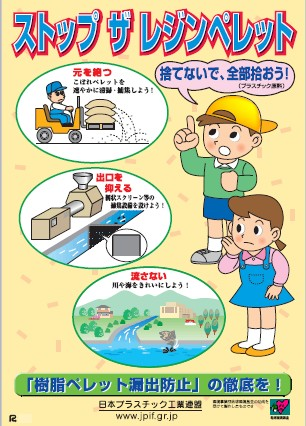 ストップ ザ レジンペレット
捨てないで、全部拾おう!
(プラスチック原料)
元を絶つ
こぼれペレットを
速やかに清掃・捕集しよう!
出口を
抑える
網状スクリーン等の
捕集設備を設けよう!
流さない
川や海をきれいにしよう!
「樹脂ペレット漏出防止」の徹底を!
日本プラスチック工業連盟
www.jpif.gr.jp